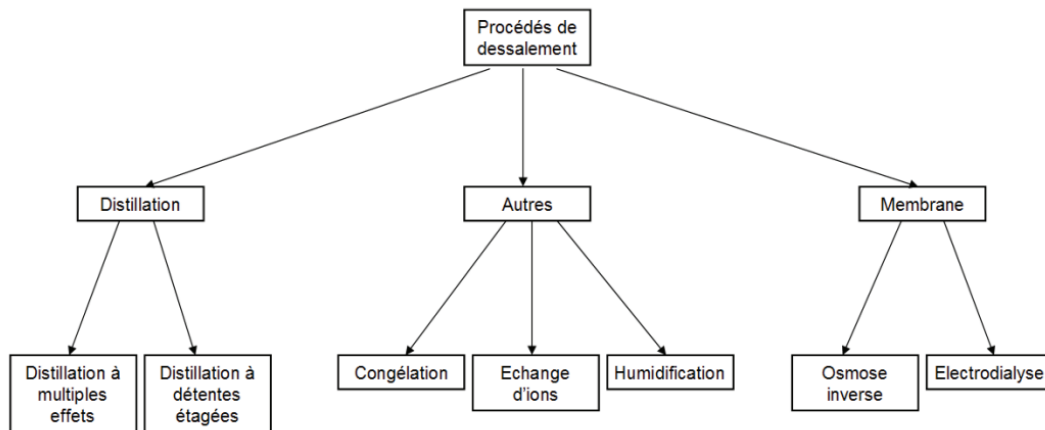 Procédés de
dessalement
Distillation
Autres
Membrane
Distillation à
multiples
effets
Distillation à
détentes
étagées
Congélation
Echange
d'ions
Humidification
Osmose
inverse
Electrodialyse